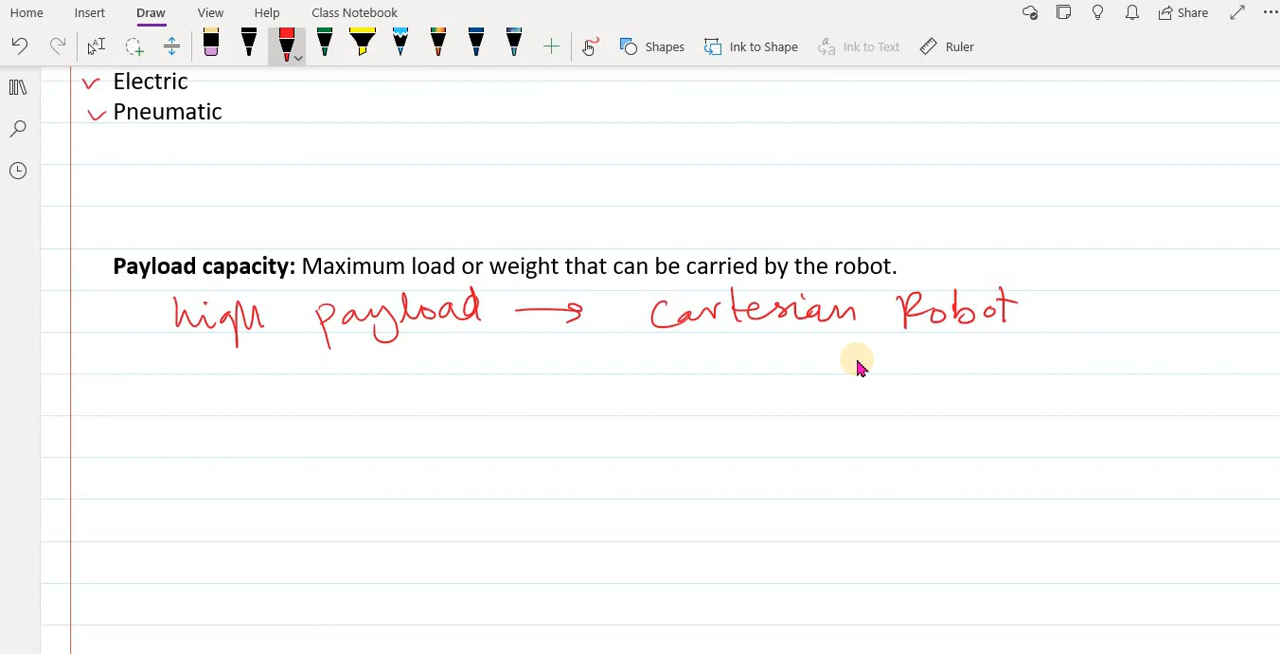 Home Insert Draw View Help Class Notebook Share
Shapes Ink to Shape Ink to Text Ruler
Electric
Pneumatic
Payload capacity: Maximum load or weight that can be carried by the robot.
high payload → Cartesian Robot